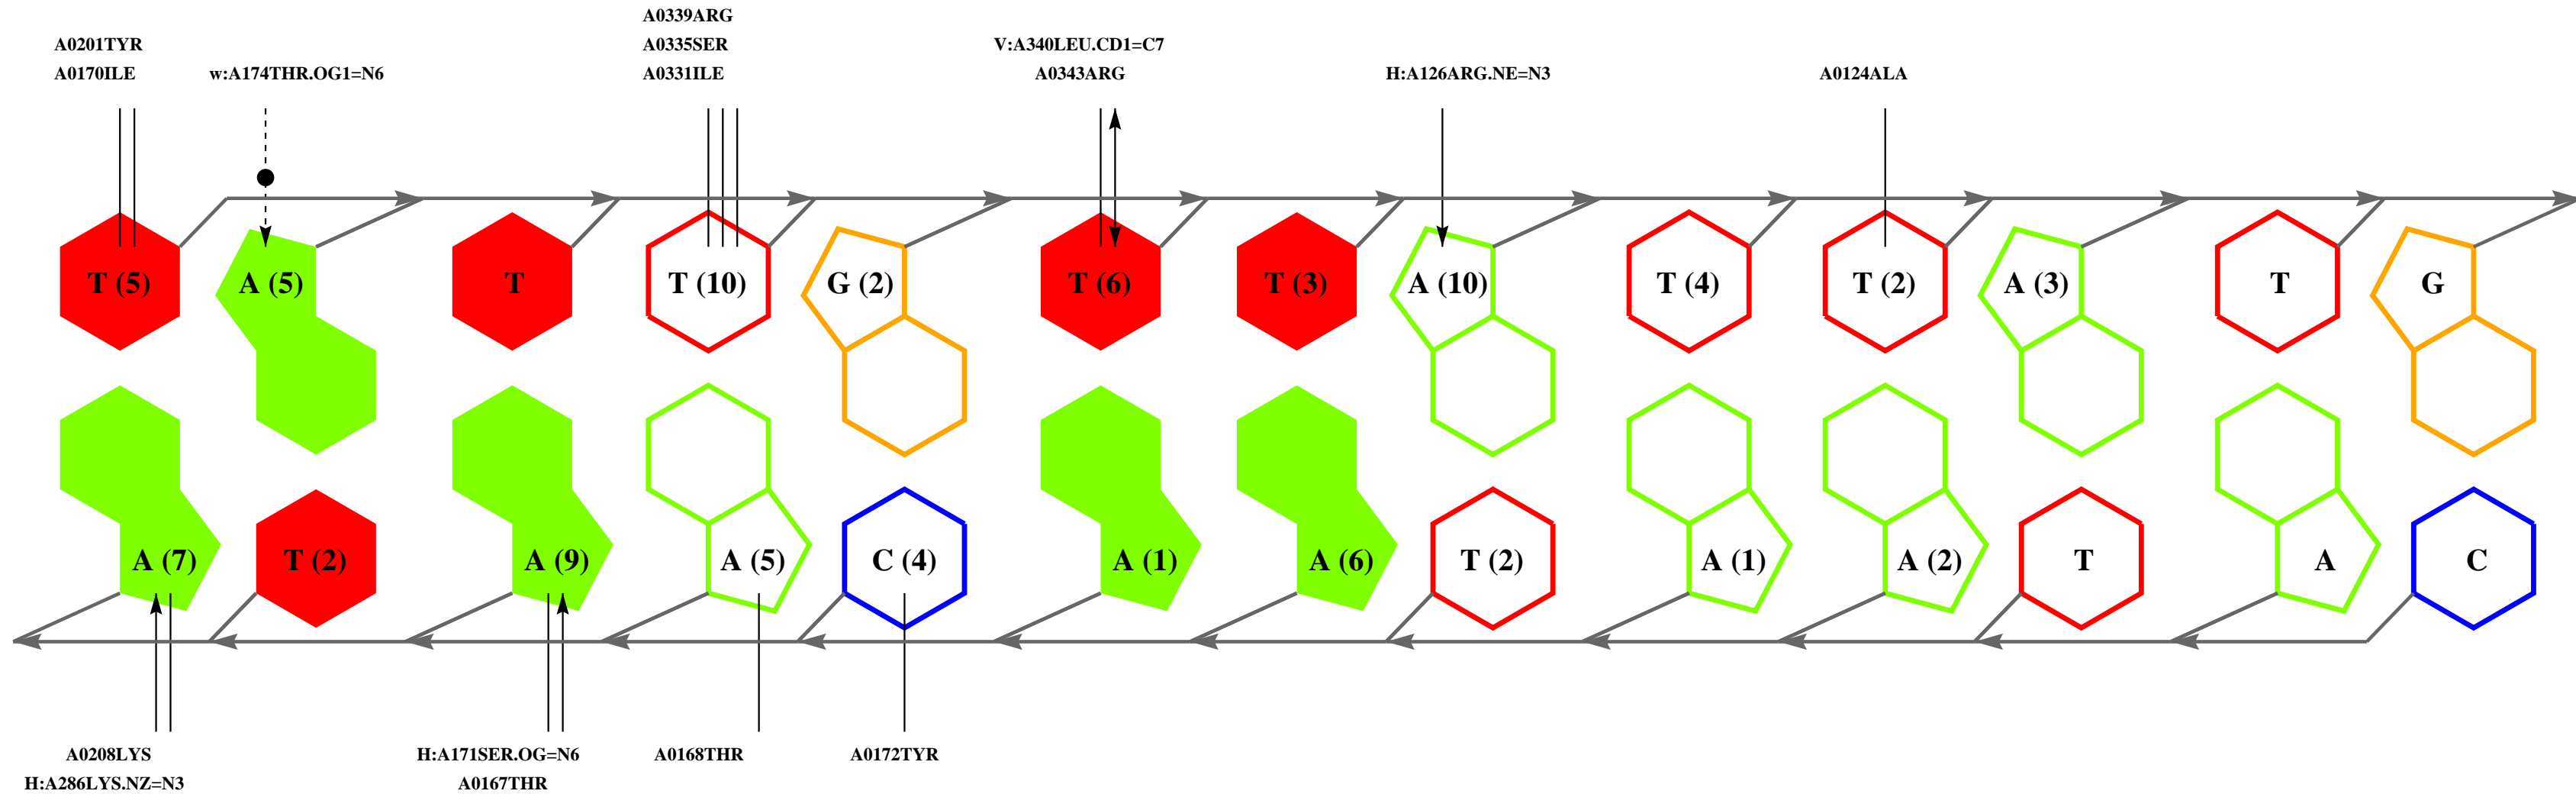 A0339ARG
A0201TYR A0335SER V:A340LEU.CD1=C7
A0170ILE w:A174THR.OG1=N6 A0331ILE A0343ARG H:A126ARG.NE=N3 A0124ALA
T (5) A (5) T T (10) G (2) T (6) T (3) A (10) T (4) T (2) A (3) T G
A (7) T (2) A (9) A (5) C (4) A (1) A (6) T (2) A (1) A (2) T A C
A0208LYS H:A171SER.OG=N6 A0168THR A0172TYR
H:A286LYS.NZ=N3 A0167THR